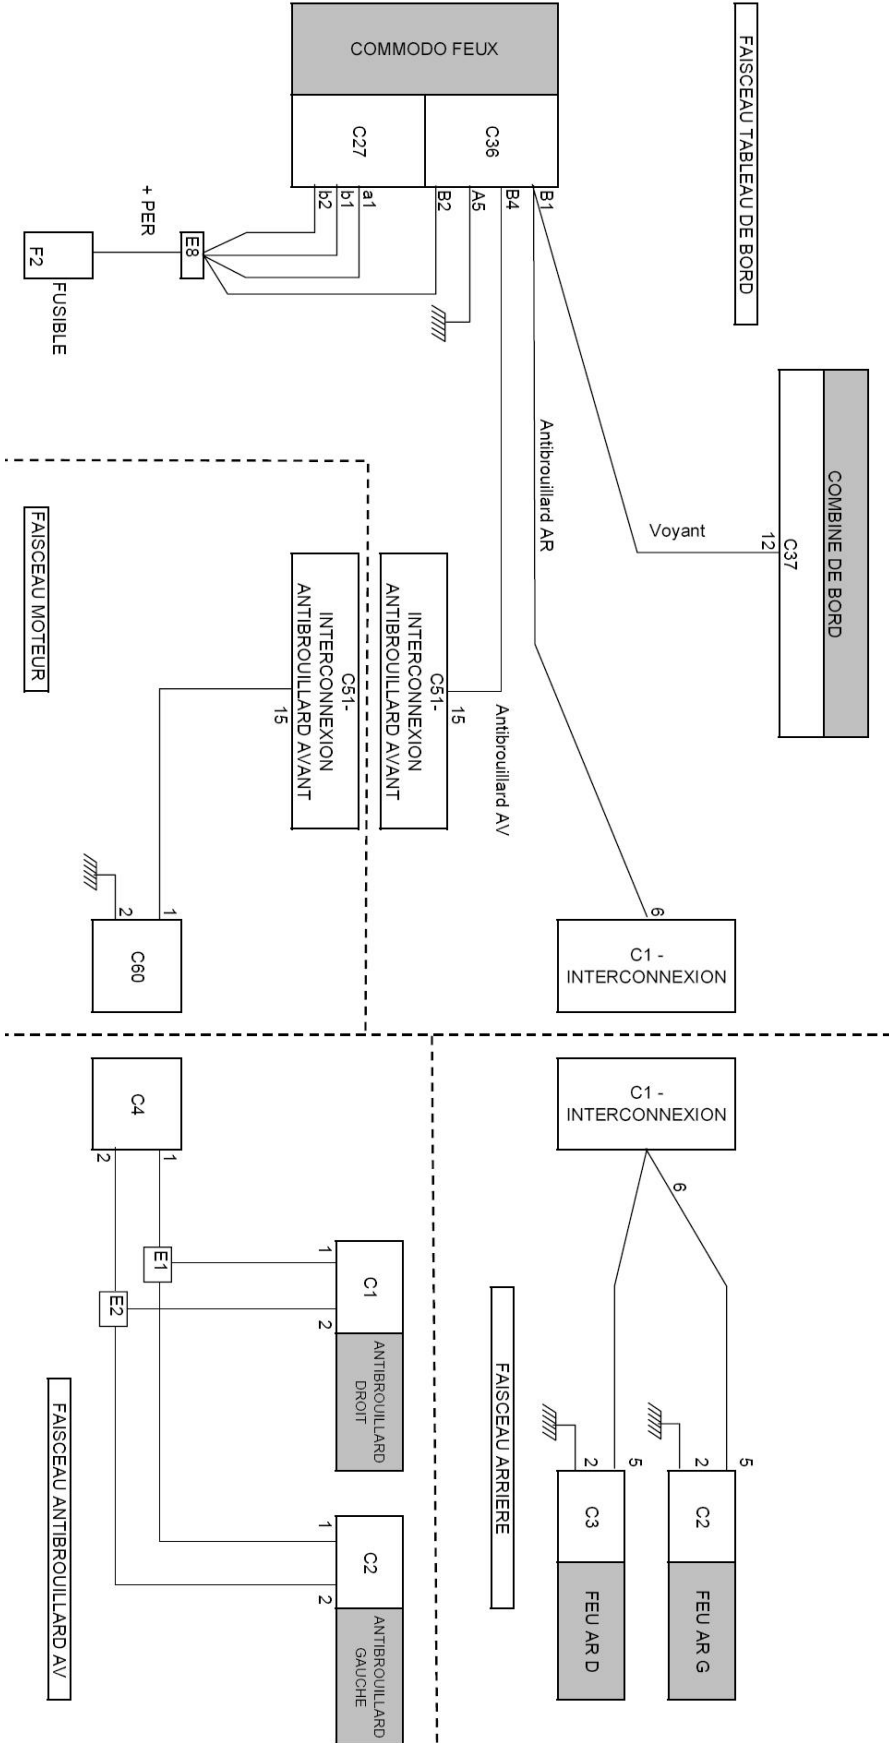 COMMODO FEUX
C27
C36
b2
b1
a1
B2
A5
B4
B1
+ PER
E8
F2
FUSIBLE
FAISCEAU TABLEAU DE BORD
COMBINE DE BORD
C37
12
Voyant
Antibrouillard AR
Antibrouillard AV
15
C51-
INTERCONNEXION
ANTIBROUILLARD AVANT
C51-
INTERCONNEXION
ANTIBROUILLARD AVANT
15
FAISCEAU MOTEUR
6
C1 -
INTERCONNEXION
1
2
C60
C1 -
INTERCONNEXION
6
5
2
C2
FEU AR G
5
2
C3
FEU AR D
FAISCEAU ARRIERE
C4
1
2
E1
E2
1
2
C1
ANTIBROUILLARD
DROIT
1
2
C2
ANTIBROUILLARD
GAUCHE
FAISCEAU ANTIBROUILLARD AV